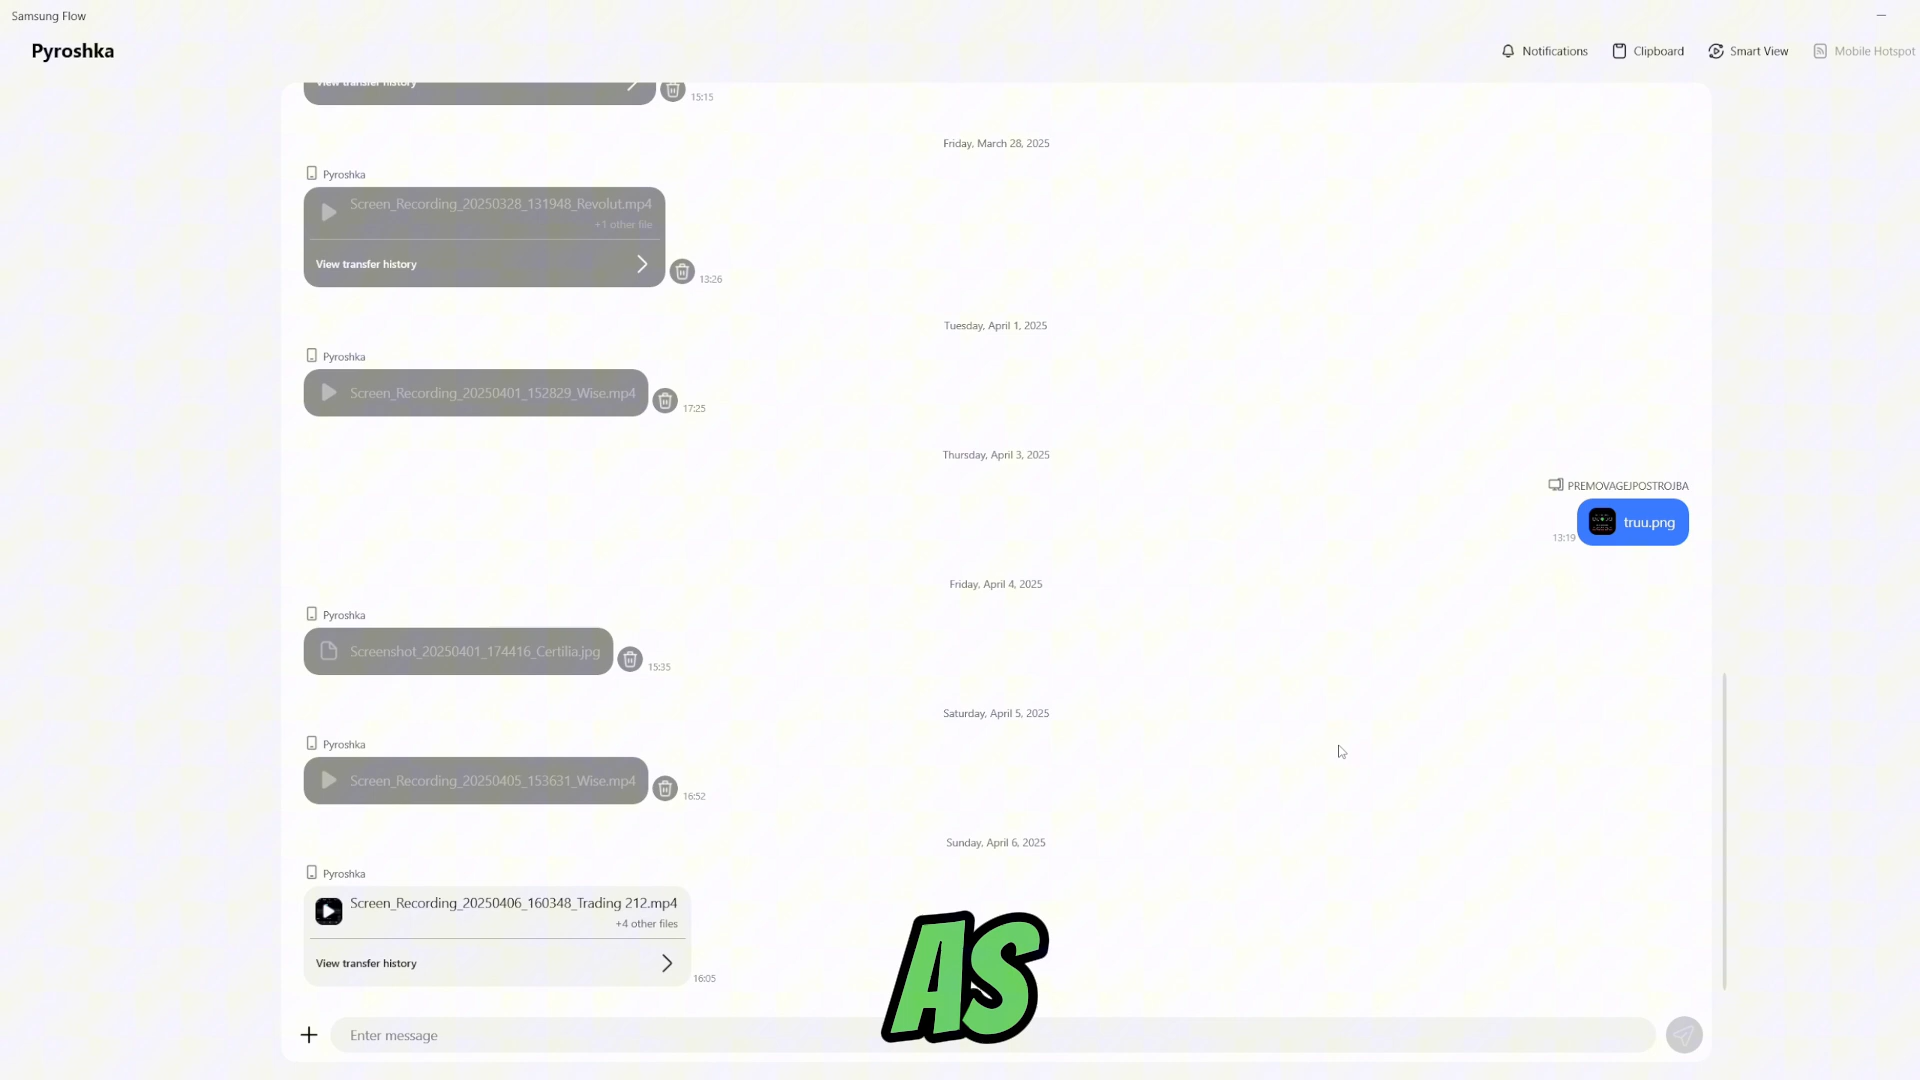 Samsung Flow
Pyroshka
Notifications
Clipboard
Smart View
Mobile Hotspot
View transfer history
15:15
Friday, March 28, 2025
Pyroshka
Screen_Recording_20250328_131948_Revolut.mp4
+1 other file
View transfer history
13:26
Tuesday, April 1, 2025
Pyroshka
Screen_Recording_20250401_152829_Wise.mp4
17:25
Thursday, April 3, 2025
PREMOVAGEJPOSTROJBA
truu.png
13:19
Friday, April 4, 2025
Pyroshka
Screenshot_20250401_174416_Certilia.jpg
15:35
Saturday, April 5, 2025
Pyroshka
Screen_Recording_20250405_153631_Wise.mp4
16:52
Sunday, April 6, 2025
Pyroshka
Screen_Recording_20250406_160348_Trading 212.mp4
+4 other files
View transfer history
16:05
AS
Enter message